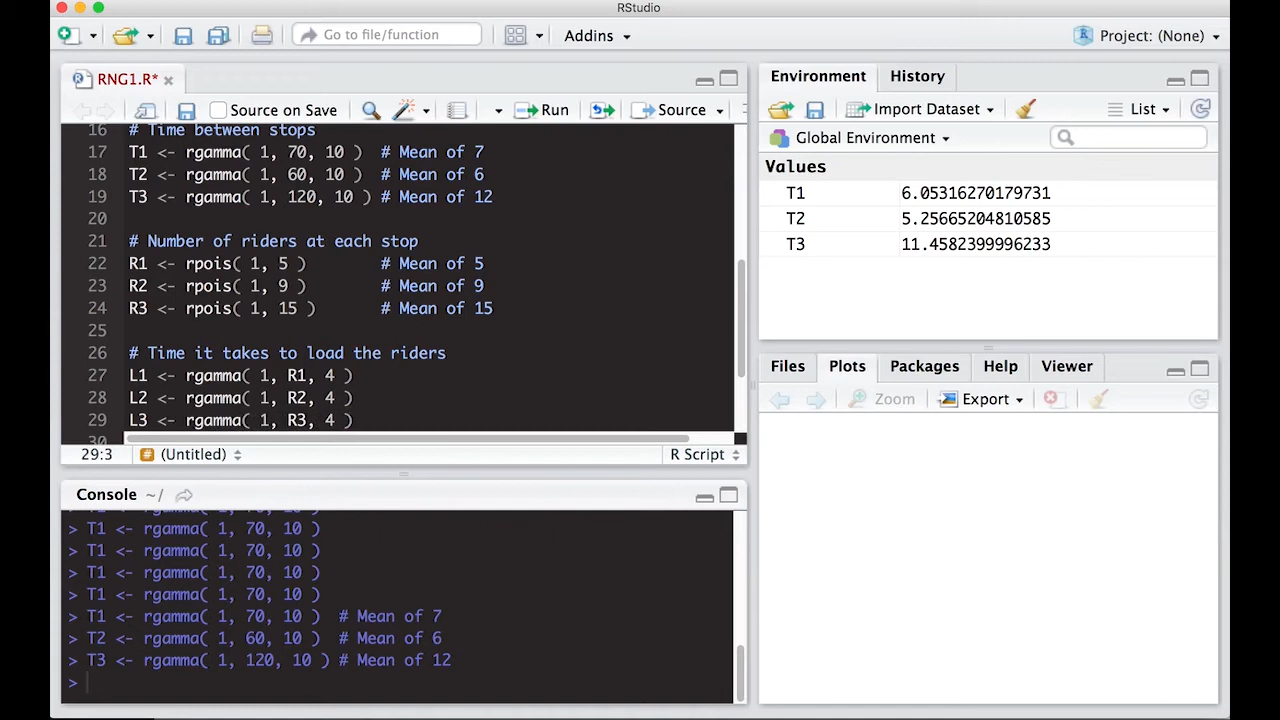 RStudio
Go to file/function
Addins
Project: (None)
RNG1.R*
Source on Save
Run
Source
16 # Time between stops
17 T1 <- rgamma( 1, 70, 10 )  # Mean of 7
18 T2 <- rgamma( 1, 60, 10 )  # Mean of 6
19 T3 <- rgamma( 1, 120, 10 ) # Mean of 12
20
21 # Number of riders at each stop
22 R1 <- rpois( 1, 5 )        # Mean of 5
23 R2 <- rpois( 1, 9 )        # Mean of 9
24 R3 <- rpois( 1, 15 )       # Mean of 15
25
26 # Time it takes to load the riders
27 L1 <- rgamma( 1, R1, 4 )
28 L2 <- rgamma( 1, R2, 4 )
29 L3 <- rgamma( 1, R3, 4 )
30
29:3 # (Untitled) R Script
Console ~/
> T1 <- rgamma( 1, 70, 10 )
> T1 <- rgamma( 1, 70, 10 )
> T1 <- rgamma( 1, 70, 10 )
> T1 <- rgamma( 1, 70, 10 )
> T1 <- rgamma( 1, 70, 10 )
> T1 <- rgamma( 1, 70, 10 )  # Mean of 7
> T2 <- rgamma( 1, 60, 10 )  # Mean of 6
> T3 <- rgamma( 1, 120, 10 ) # Mean of 12
>
Environment History
Import Dataset
List
Global Environment
Values
T1 6.05316270179731
T2 5.25665204810585
T3 11.4582399996233
Files Plots Packages Help Viewer
Zoom Export